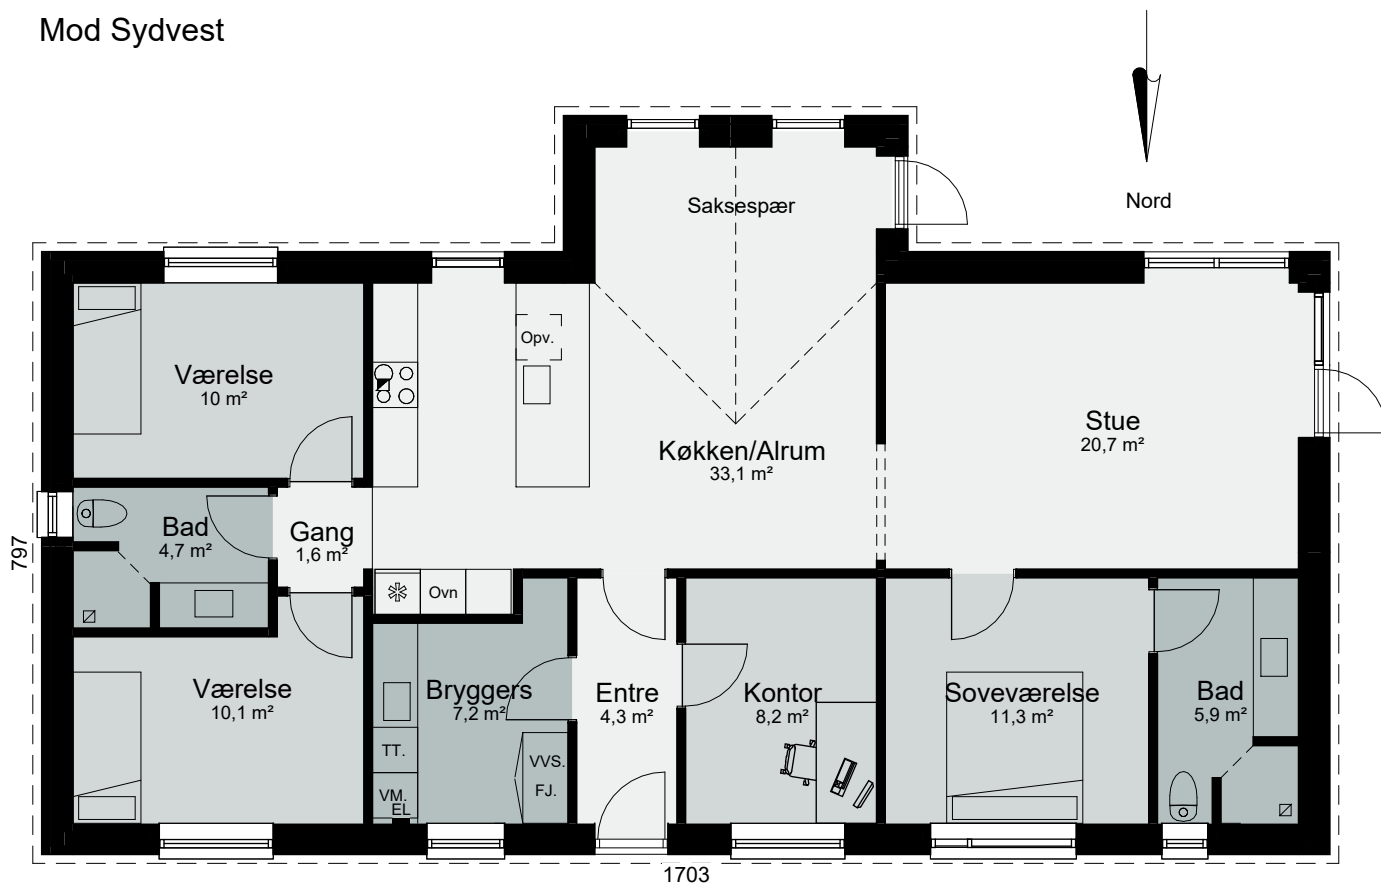 Mod Sydvest
Nord
Saksespær
Opv.
Værelse
10 m²
Køkken/Alrum
33,1 m²
Stue
20,7 m²
Bad
4,7 m²
Gang
1,6 m²
797
Ovn
Værelse
10,1 m²
Bryggers
7,2 m²
Entre
4,3 m²
Kontor
8,2 m²
Soveværelse
11,3 m²
Bad
5,9 m²
TT.
VVS.
FJ.
VM.
EL
1703